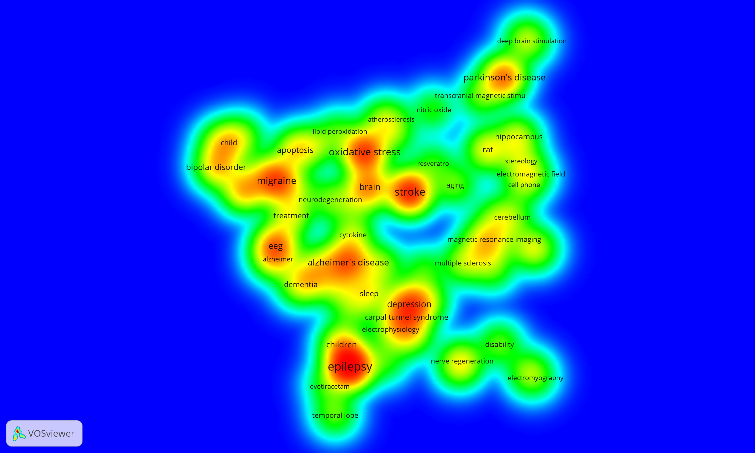 deep brain stimulation
parkinson's disease
transcranial magnetic stimu
nitric oxide
atherosclerosis
lipid peroxidation
hippocampus
child
apoptosis
oxidative stress
rat
stereology
bipolar disorder
resveratro
electromagnetic field
migraine
brain
stroke
aging
cell phone
neurodegeneration
treatment
cerebellum
cytokine
magnetic resonance imaging
eeg
alzheimer
alzheimer's disease
multiple sclerosis
dementia
sleep
depression
carpal tunnel syndrome
electrophysiology
children
disability
nerve regeneration
epilepsy
electromyography
evetiracetam
temporal lobe
VOSviewer